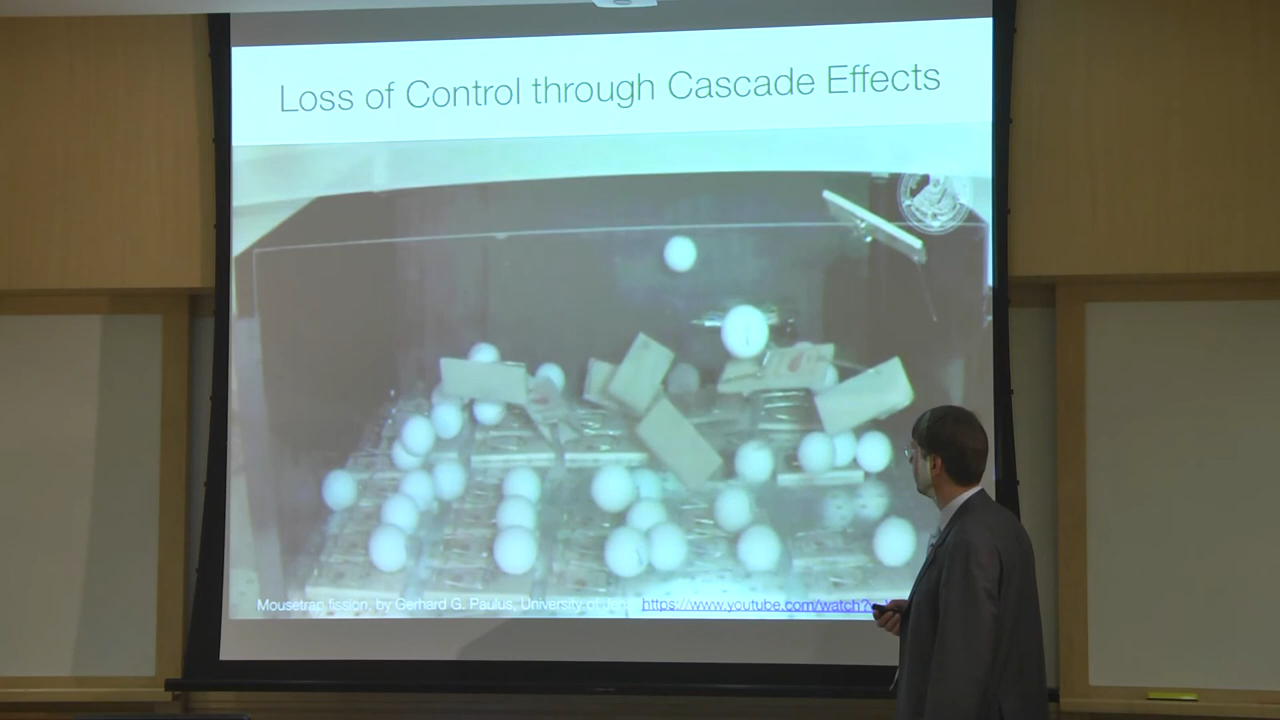 Loss of Control through Cascade Effects
Mousetrap fission, by Gerhard G. Paulus, University of https://www.youtube.com/watch?